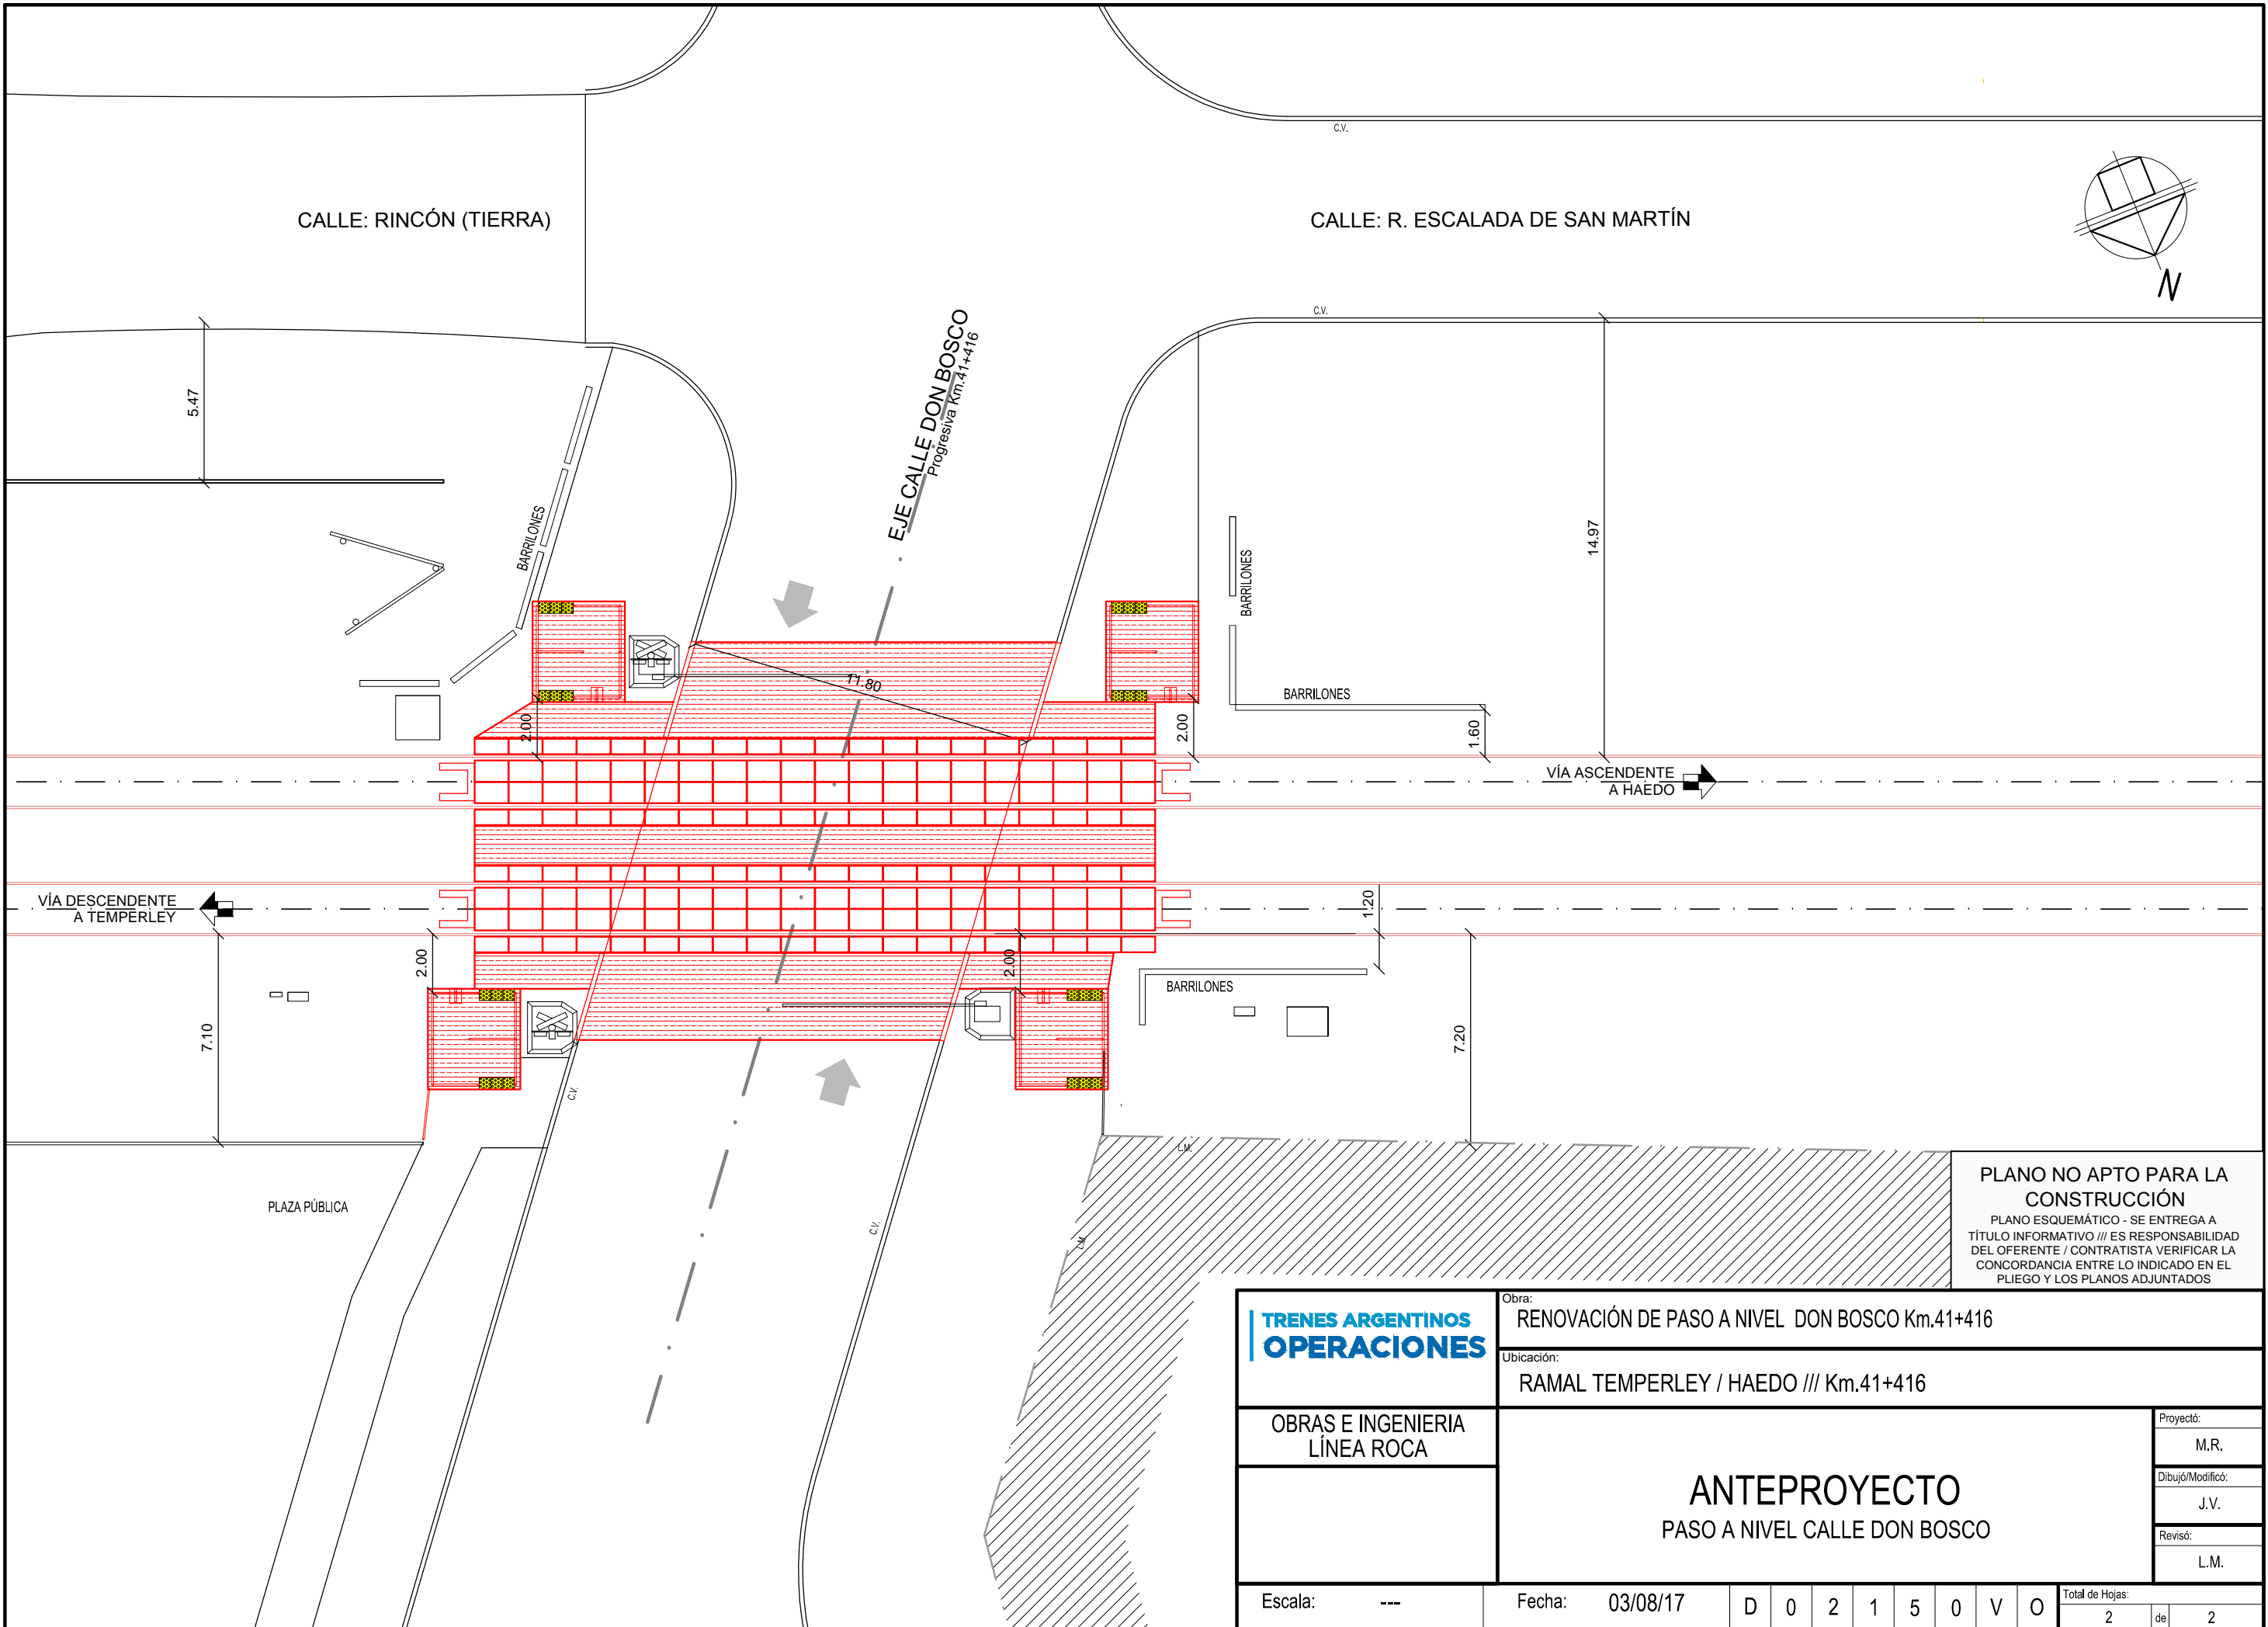 C.V.
CALLE: RINCÓN (TIERRA)
CALLE: R. ESCALADA DE SAN MARTÍN
N
C.V.
EJE CALLE DON BOSCO
Progresiva Km.41+416
5.47
BARRILONES
14.97
BARRILONES
11.80
BARRILONES
2.00
2.00
1.60
VÍA ASCENDENTE
A HAEDO
VÍA DESCENDENTE
A TEMPERLEY
1.20
2.00
2.00
BARRILONES
7.10
7.20
C.V.
L.M.
PLAZA PÚBLICA
C.V.
L.M.
PLANO NO APTO PARA LA
CONSTRUCCIÓN
PLANO ESQUEMÁTICO - SE ENTREGA A
TÍTULO INFORMATIVO /// ES RESPONSABILIDAD
DEL OFERENTE / CONTRATISTA VERIFICAR LA
CONCORDANCIA ENTRE LO INDICADO EN EL
PLIEGO Y LOS PLANOS ADJUNTADOS
TRENES ARGENTINOS
OPERACIONES
Obra:
RENOVACIÓN DE PASO A NIVEL DON BOSCO Km.41+416
Ubicación:
RAMAL TEMPERLEY / HAEDO /// Km.41+416
OBRAS E INGENIERIA
LÍNEA ROCA
ANTEPROYECTO
PASO A NIVEL CALLE DON BOSCO
Proyectó:
M.R.
Dibujó/Modificó:
J.V.
Revisó:
L.M.
Escala: ---
Fecha: 03/08/17
D 0 2 1 5 0 V O
Total de Hojas:
2 de 2